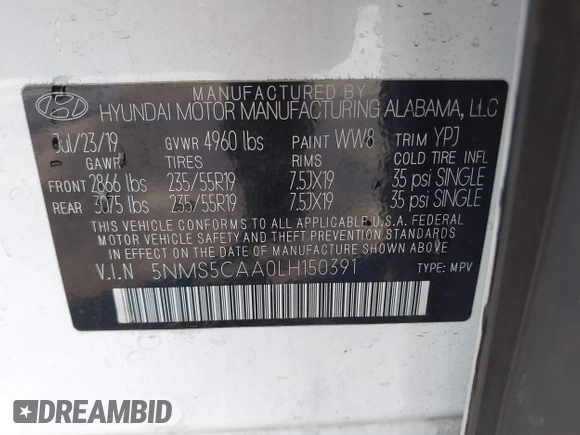 MANUFACTURED BY
HYUNDAI MOTOR MANUFACTURING ALABAMA, LLC
JU/23/19 GVWR 4960 lbs PAINT WW8 TRIM YPJ
GAWR TIRES RIMS COLD TIRE INFL
FRONT 2866 lbs 235/55R19 7.5JX19 35 psi SINGLE
REAR 3075 lbs 235/55R19 7.5JX19 35 psi SINGLE
THIS VEHICLE CONFORMS TO ALL APPLICABLE U.S.A. FEDERAL
MOTOR VEHICLE SAFETY AND THEFT PREVENTION STANDARDS
IN EFFECT ON THE DATE OF MANUFACTURE SHOWN ABOVE.
V.I.N 5NMS5CAA0LH150391 TYPE: MPV
DREAMBID